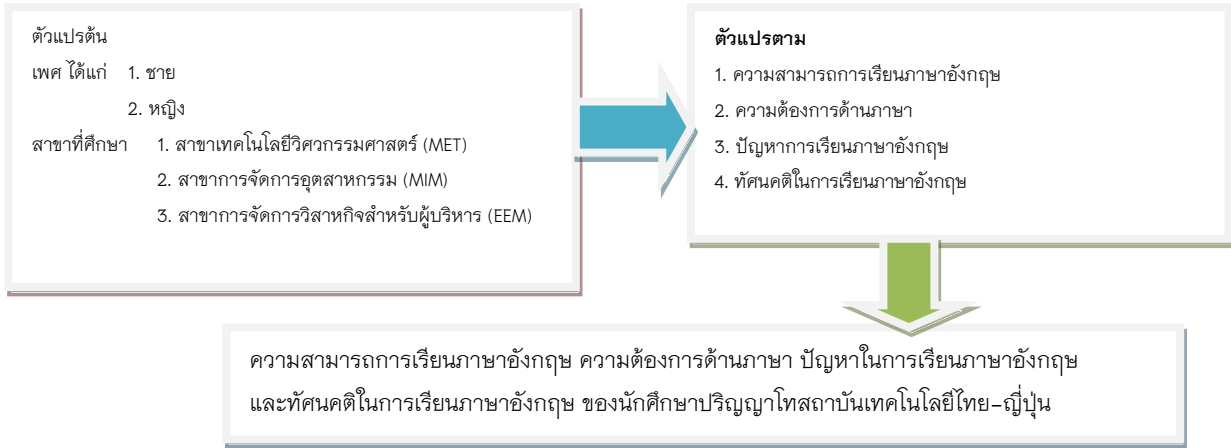 ตัวแปรต้น
เพศ ได้แก่ 1. ชาย
2. หญิง
สาขาที่ศึกษา 1. สาขาเทคโนโลยีวิศวกรรมศาสตร์ (MET)
2. สาขาการจัดการอุตสาหกรรม (MIM)
3. สาขาการจัดการวิสาหกิจสำหรับผู้บริหาร (EEM)
ตัวแปรตาม
1. ความสามารถการเรียนภาษาอังกฤษ
2. ความต้องการด้านภาษา
3. ปัญหาการเรียนภาษาอังกฤษ
4. ทัศนคติในการเรียนภาษาอังกฤษ
ความสามารถการเรียนภาษาอังกฤษ ความต้องการด้านภาษา ปัญหาในการเรียนภาษาอังกฤษ
และทัศนคติในการเรียนภาษาอังกฤษ ของนักศึกษาปริญญาโทสถาบันเทคโนโลยีไทย-ญี่ปุ่น